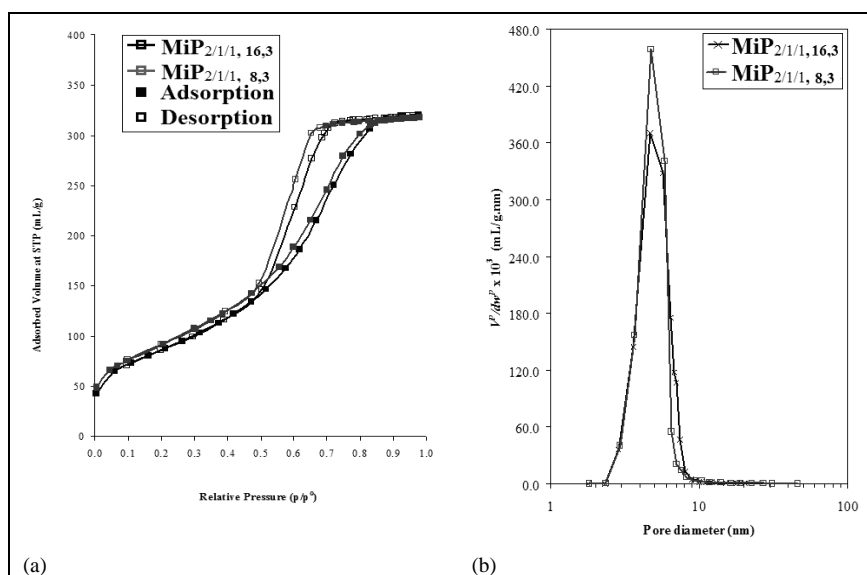 MiP2/1/1, 16,3
MiP2/1/1, 8,3
Adsorption
Desorption
Adsorbed Volume at STP (mL/g)
400
350
300
250
200
150
100
50
0
0.0 0.1 0.2 0.3 0.4 0.5 0.6 0.7 0.8 0.9 1.0
Relative Pressure (p/p⁰)
(a)
MiP2/1/1, 16,3
MiP2/1/1, 8,3
Vᵖ/dwᵖ x 10³ (mL/g.nm)
480.0
420.0
360.0
300.0
240.0
180.0
120.0
60.0
0.0
1 10 100
Pore diameter (nm)
(b)